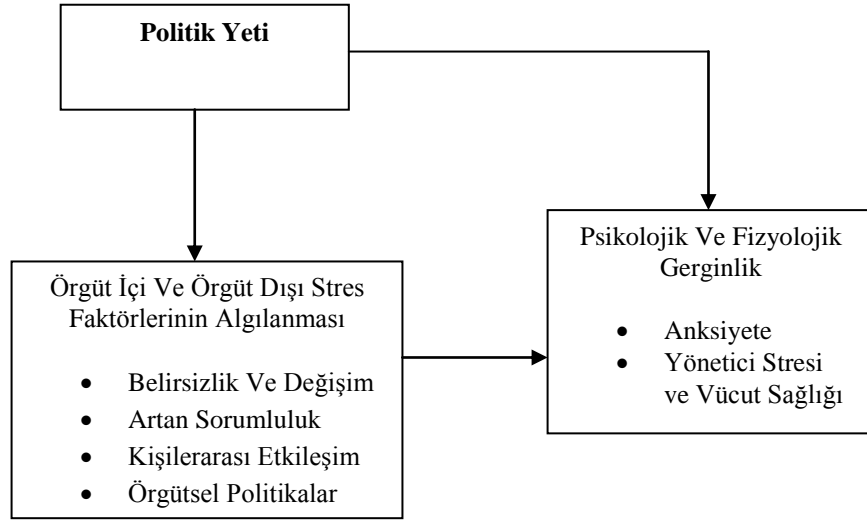 Politik Yeti
Örgüt İçi Ve Örgüt Dışı Stres
Faktörlerinin Algılanması
• Belirsizlik Ve Değişim
• Artan Sorumluluk
• Kişilerarası Etkileşim
• Örgütsel Politikalar
Psikolojik Ve Fizyolojik
Gerginlik
• Anksiyete
• Yönetici Stresi
ve Vücut Sağlığı